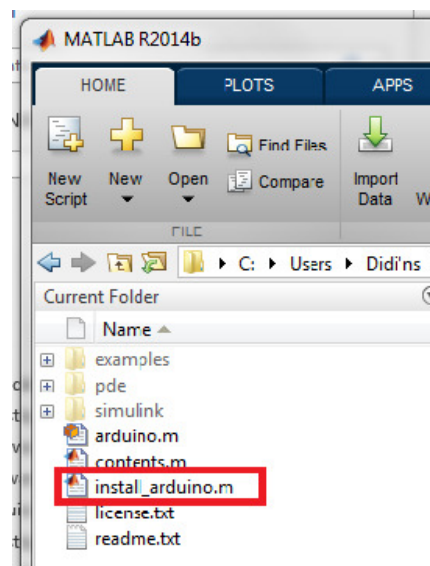 MATLAB R2014b
HOME PLOTS APPS
New Script New Open Find Files Compare Import Data
FILE
C: Users Didi'ns
Current Folder
Name
examples
pde
simulink
arduino.m
contents.m
install_arduino.m
license.txt
readme.txt